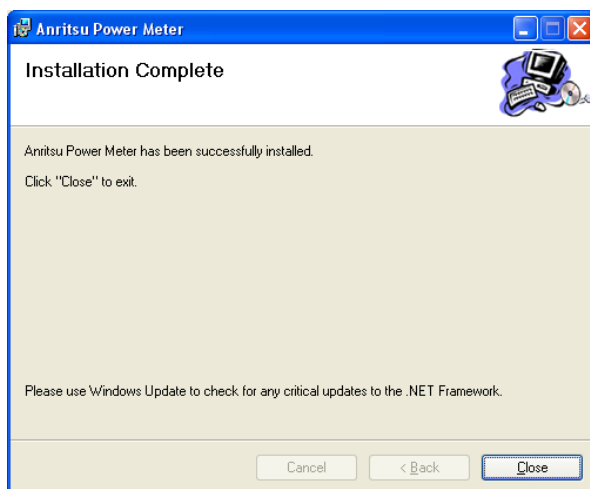 Anritsu Power Meter
Installation Complete
Anritsu Power Meter has been successfully installed.
Click "Close" to exit.
Please use Windows Update to check for any critical updates to the .NET Framework.
Cancel
< Back
Close